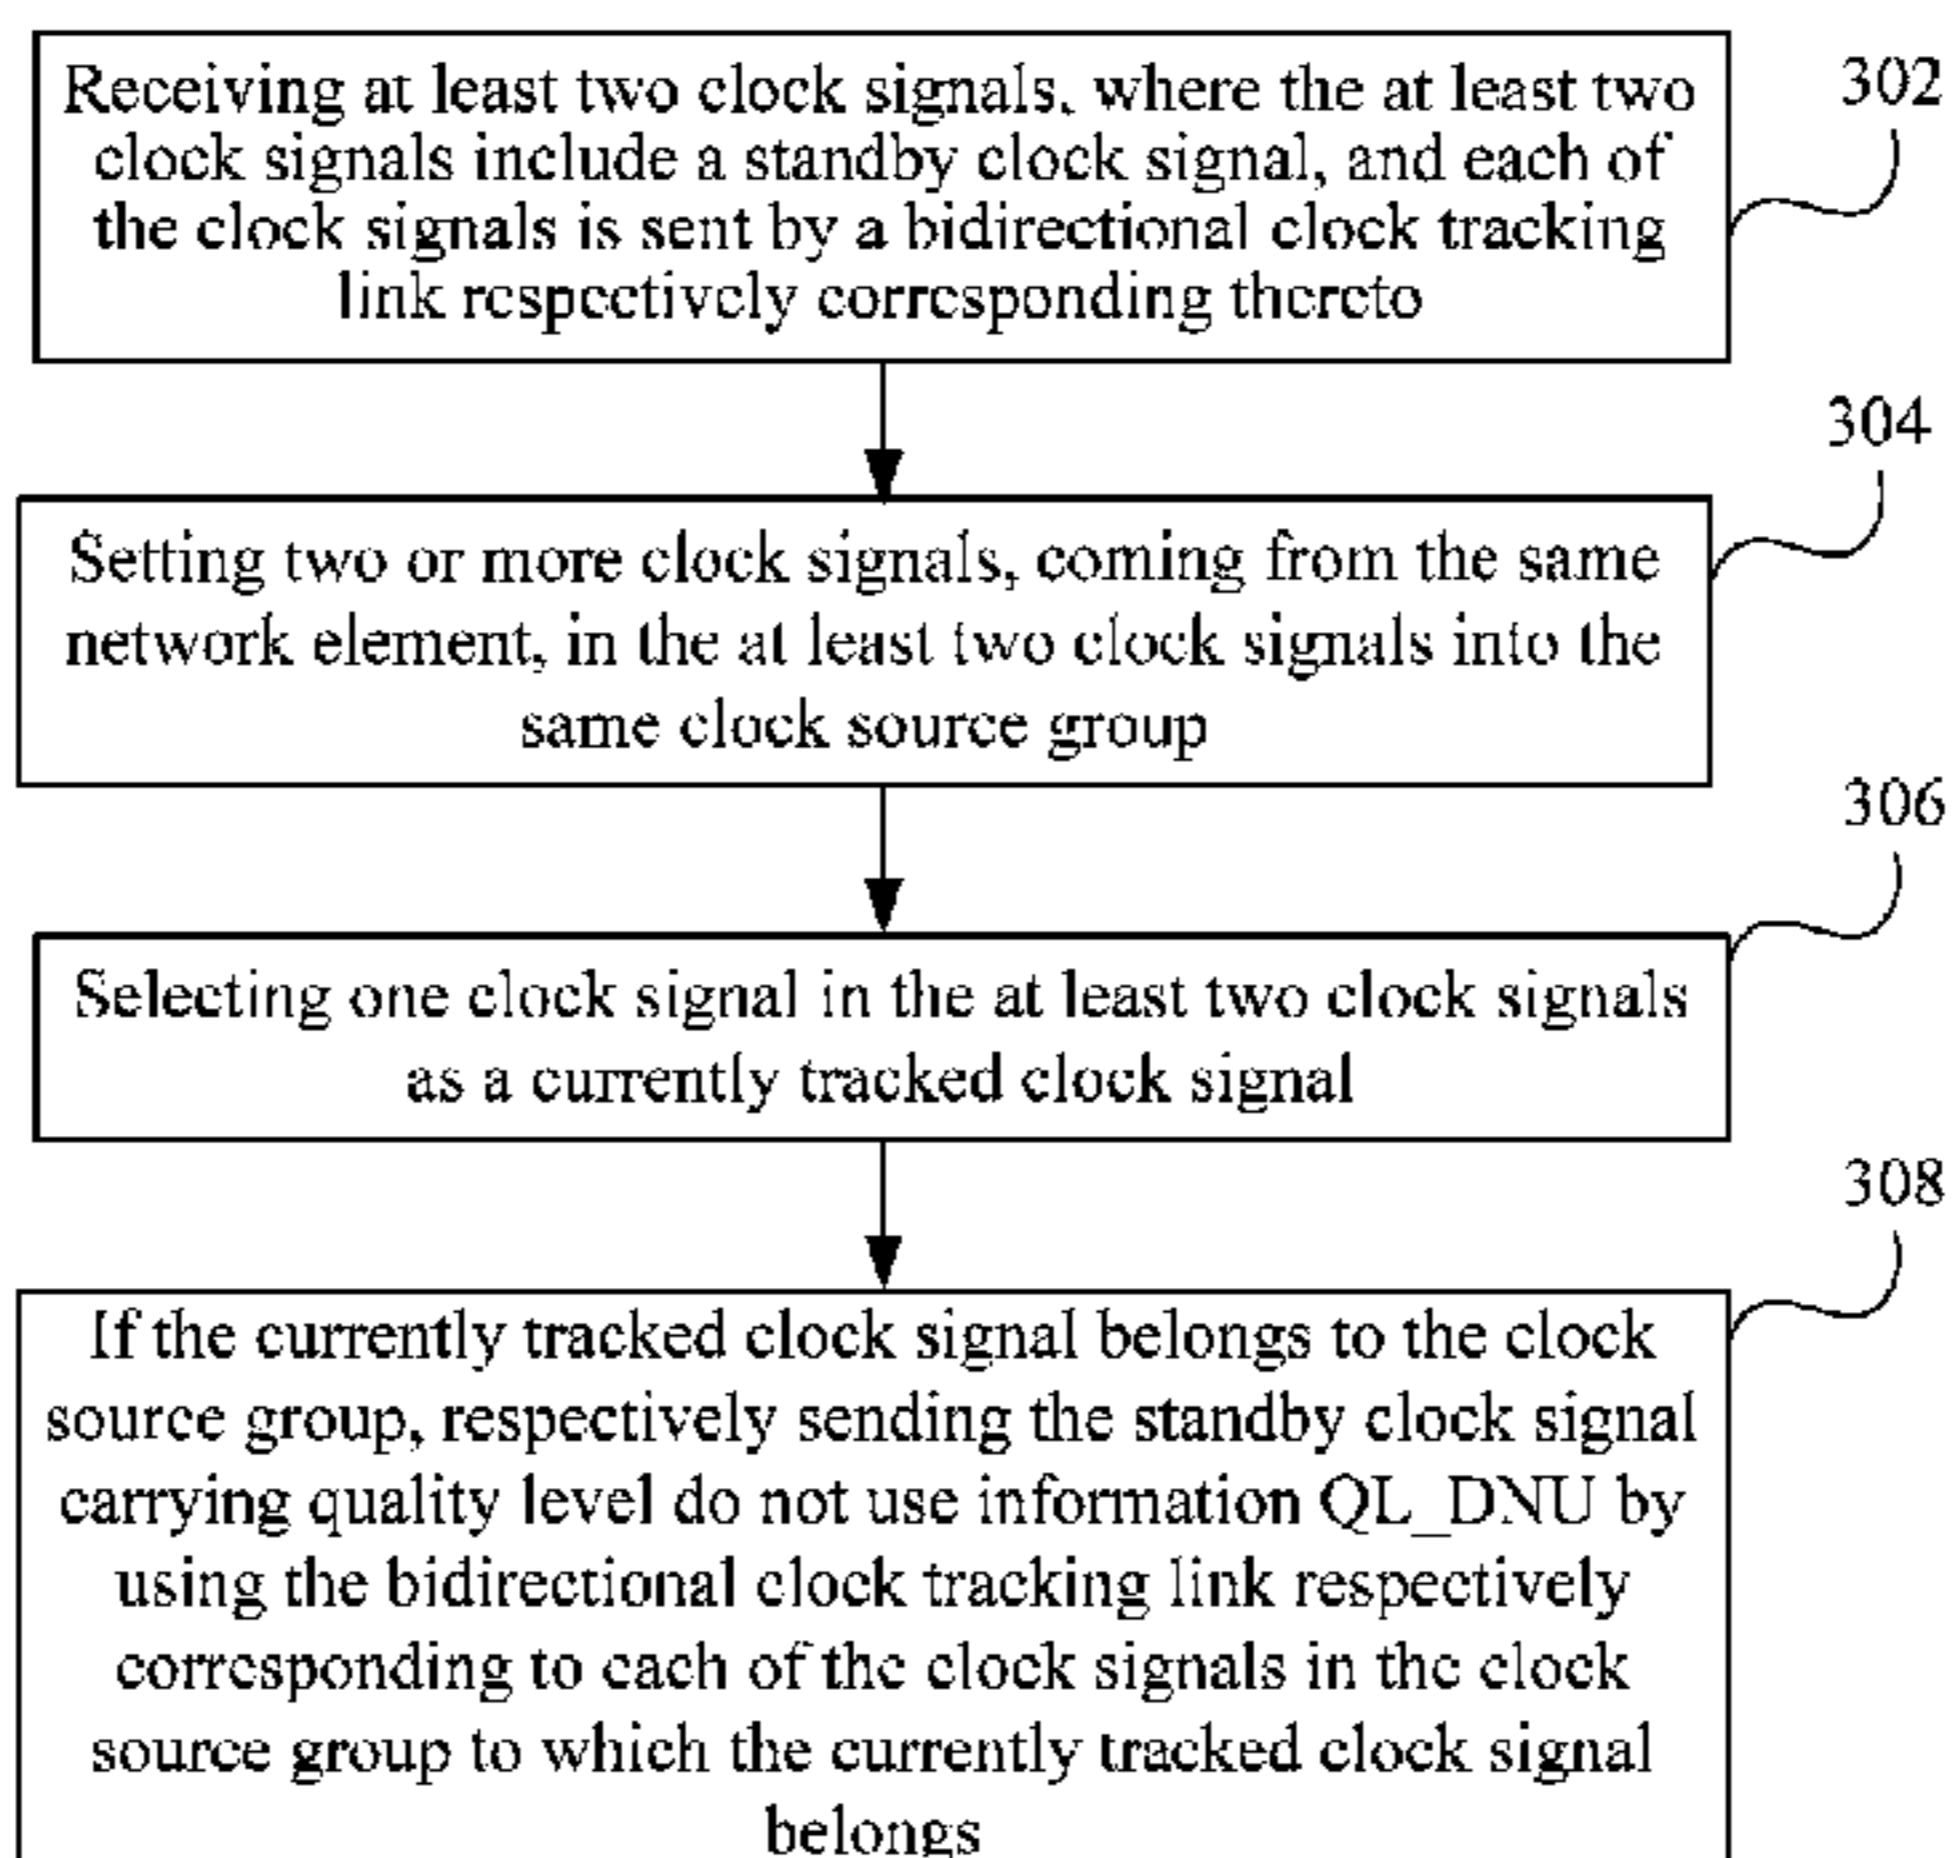 Receiving at least two clock signals, where the at least two
clock signals include a standby clock signal, and each of
the clock signals is sent by a bidirectional clock tracking
link respectively corresponding thereto
302
Setting two or more clock signals, coming from the same
network element, in the at least two clock signals into the
same clock source group
304
Selecting one clock signal in the at least two clock signals
as a currently tracked clock signal
306
If the currently tracked clock signal belongs to the clock
source group, respectively sending the standby clock signal
carrying quality level do not use information QL_DNU by
using the bidirectional clock tracking link respectively
corresponding to each of the clock signals in the clock
source group to which the currently tracked clock signal
belongs
308